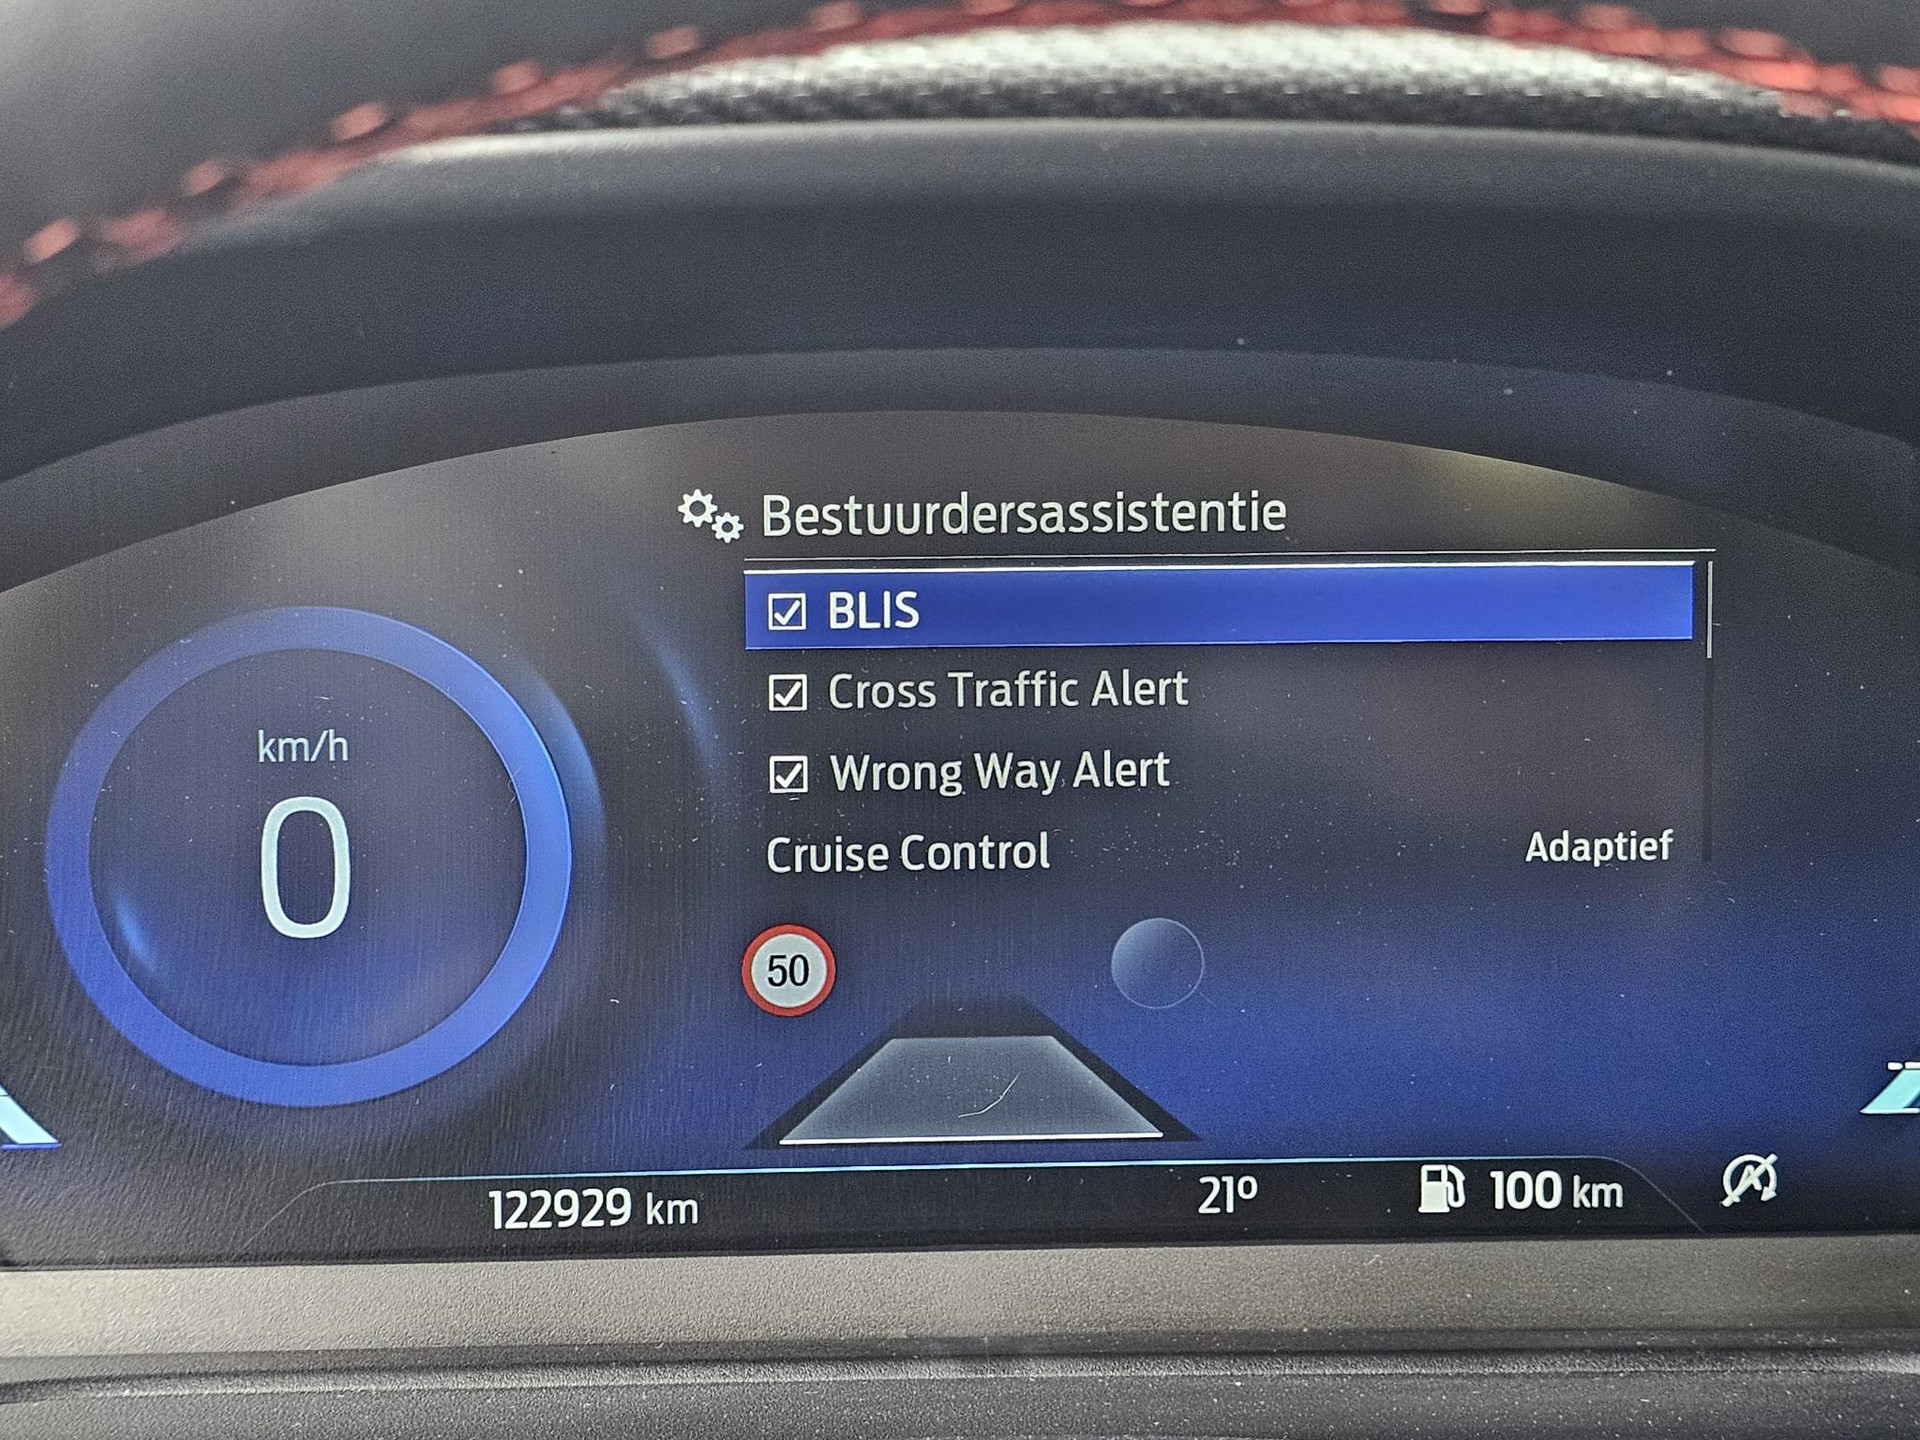 Bestuurdersassistentie
BLIS
Cross Traffic Alert
Wrong Way Alert
Cruise Control Adaptief
km/h
0
50
122929 km 21º 100 km